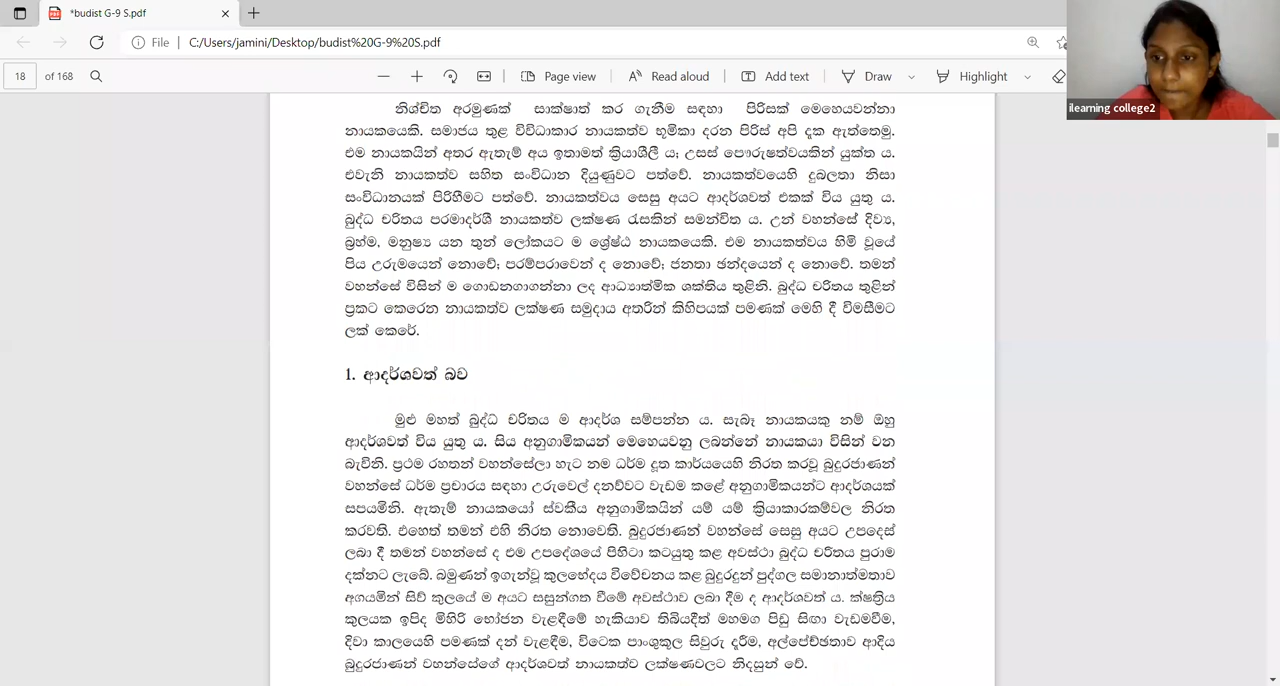 *budist G-9 S.pdf
File | C:/Users/jamini/Desktop/budist%20G-9%20S.pdf
18 of 168 Page view Read aloud Add text Draw Highlight
ilearning college2
නිශ්චිත අරමුණක් සාක්ෂාත් කර ගැනීම සඳහා පිරිසක් මෙහෙයවන්නා
නායකයෙකි. සමාජය තුළ විවිධාකාර නායකත්ව භූමිකා දරන පිරිස් අපි දැක ඇත්තෙමු.
එම නායකයින් අතර ඇතැම් අය ඉතාමත් ක්‍රියාශීලී ය; උසස් පෞරුෂත්වයකින් යුක්ත ය.
එවැනි නායකත්ව සහිත සංවිධාන දියුණුවට පත්වේ. නායකත්වයෙහි දුබලතා නිසා
සංවිධානයක් පිරිහීමට පත්වේ. නායකත්වය සෙසු අයට ආදර්ශවත් එකක් විය යුතු ය.
බුද්ධ චරිතය පරමාදර්ශී නායකත්ව ලක්ෂණ රැසකින් සමන්විත ය. උන් වහන්සේ දිව්‍ය,
බ්‍රහ්ම, මනුෂ්‍ය යන තුන් ලෝකයට ම ශ්‍රේෂ්ඨ නායකයෙකි. එම නායකත්වය හිමි වූයේ
පිය උරුමයෙන් නොවේ; පරම්පරාවෙන් ද නොවේ; ජනතා ඡන්දයෙන් ද නොවේ. තමන්
වහන්සේ විසින් ම ගොඩනගාගන්නා ලද ආධ්‍යාත්මික ශක්තිය තුළිනි. බුද්ධ චරිතය තුළින්
ප්‍රකට කෙරෙන නායකත්ව ලක්ෂණ සමුදාය අතරින් කිහිපයක් පමණක් මෙහි දී විමසීමට
ලක් කෙරේ.
1. ආදර්ශවත් බව
මුළු මහත් බුද්ධ චරිතය ම ආදර්ශ සම්පන්න ය. සැබෑ නායකයකු නම් ඔහු
ආදර්ශවත් විය යුතු ය. සිය අනුගාමිකයන් මෙහෙයවනු ලබන්නේ නායකයා විසින් වන
බැවිනි. ප්‍රථම රහතන් වහන්සේලා හැට නම ධර්ම දූත කාර්යයෙහි නිරත කරවූ බුදුරජාණන්
වහන්සේ ධර්ම ප්‍රචාරය සඳහා උරුවෙල් දනව්වට වැඩම කළේ අනුගාමිකයන්ට ආදර්ශයක්
සපයමිනි. ඇතැම් නායකයෝ ස්වකීය අනුගාමිකයින් යම් යම් ක්‍රියාකාරකම්වල නිරත
කරවති. එහෙත් තමන් එහි නිරත නොවෙති. බුදුරජාණන් වහන්සේ සෙසු අයට උපදෙස්
ලබා දී තමන් වහන්සේ ද එම උපදේශයේ පිහිටා කටයුතු කළ අවස්ථා බුද්ධ චරිතය පුරාම
දක්නට ලැබේ. බමුණන් ඉගැන්වූ කුලභේදය විවේචනය කළ බුදුරදුන් පුද්ගල සමානාත්මතාව
අගයමින් සිව් කුලයේ ම අයට සසුන්ගත වීමේ අවස්ථාව ලබා දීම ද ආදර්ශවත් ය. ක්ෂත්‍රිය
කුලයක ඉපිද මිහිරි භෝජන වැළඳීමේ හැකියාව තිබියදීත් මහමග පිඬු සිඟා වැඩමවීම,
දිවා කාලයෙහි පමණක් දන් වැළඳීම, විටෙක පාංශුකූල සිවුරු දැරීම, අල්පේච්ඡතාව ආදිය
බුදුරජාණන් වහන්සේගේ ආදර්ශවත් නායකත්ව ලක්ෂණවලට නිදසුන් වේ.